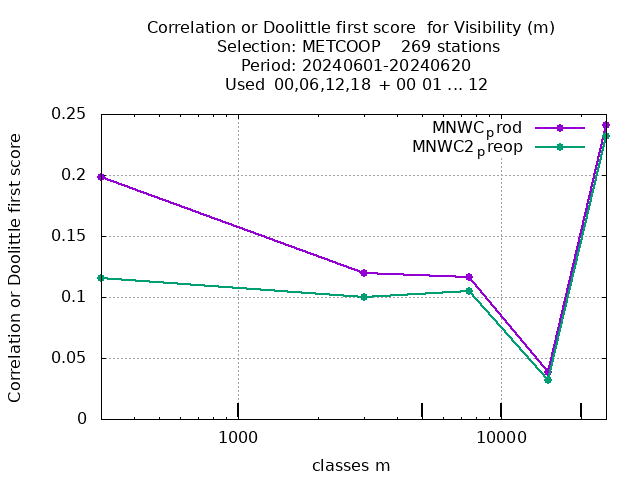 Correlation or Doolittle first score  for Visibility (m)
Selection: METCOOP    269 stations
Period: 20240601-20240620
Used  00,06,12,18 + 00 01 ... 12
Correlation or Doolittle first score
0.25
0.2
0.15
0.1
0.05
0
MNWCprod
MNWC2preop
1000
10000
classes m